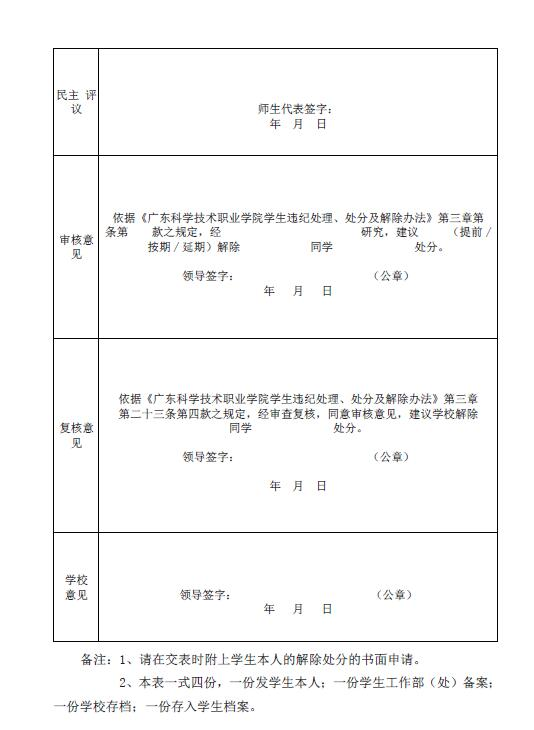 民主 评
议
师生代表签字：
年 月 日
审核意
见
依据《广东科学技术职业学院学生违纪处理、处分及解除办法》第三章第
条第 款之规定，经 研究，建议 （提前/
按期/延期）解除 同学 处分。
领导签字： （公章）
年 月 日
复核意
见
依据《广东科学技术职业学院学生违纪处理、处分及解除办法》第三章
第二十三条第四款之规定，经审查复核，同意审核意见，建议学校解除
同学 处分。
领导签字： （公章）
年 月 日
学校
意见
领导签字： （公章）
年 月 日
备注：1、请在交表时附上学生本人的解除处分的书面申请。
2、本表一式四份，一份发学生本人；一份学生工作部（处）备案；
一份学校存档；一份存入学生档案。